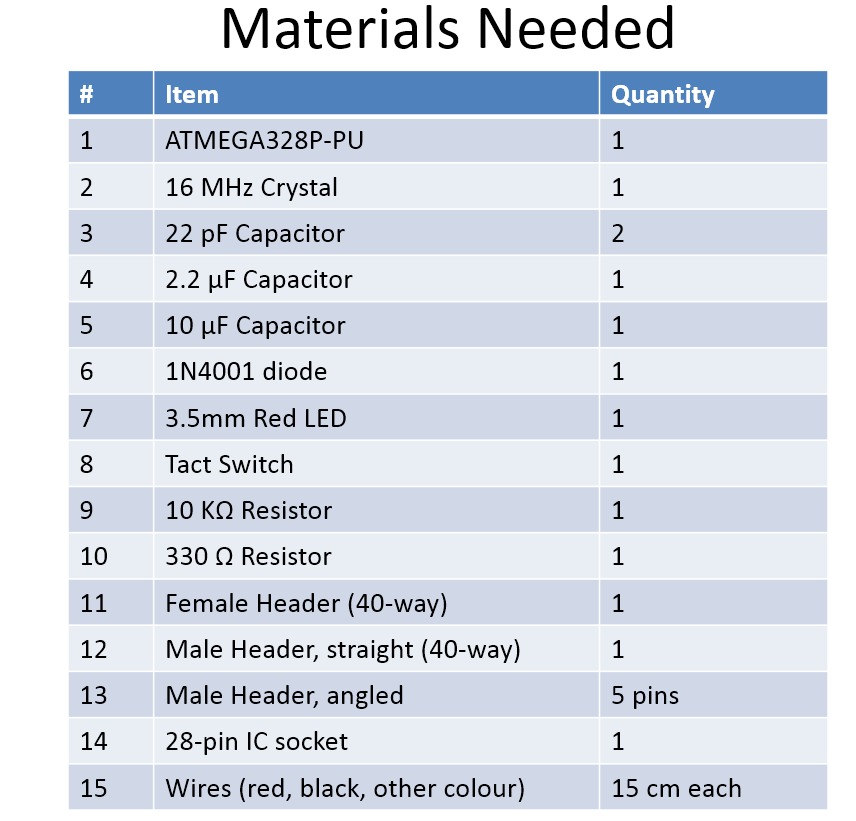 Materials Needed
# Item Quantity
1 ATMEGA328P-PU 1
2 16 MHz Crystal 1
3 22 pF Capacitor 2
4 2.2 µF Capacitor 1
5 10 µF Capacitor 1
6 1N4001 diode 1
7 3.5mm Red LED 1
8 Tact Switch 1
9 10 KΩ Resistor 1
10 330 Ω Resistor 1
11 Female Header (40-way) 1
12 Male Header, straight (40-way) 1
13 Male Header, angled 5 pins
14 28-pin IC socket 1
15 Wires (red, black, other colour) 15 cm each